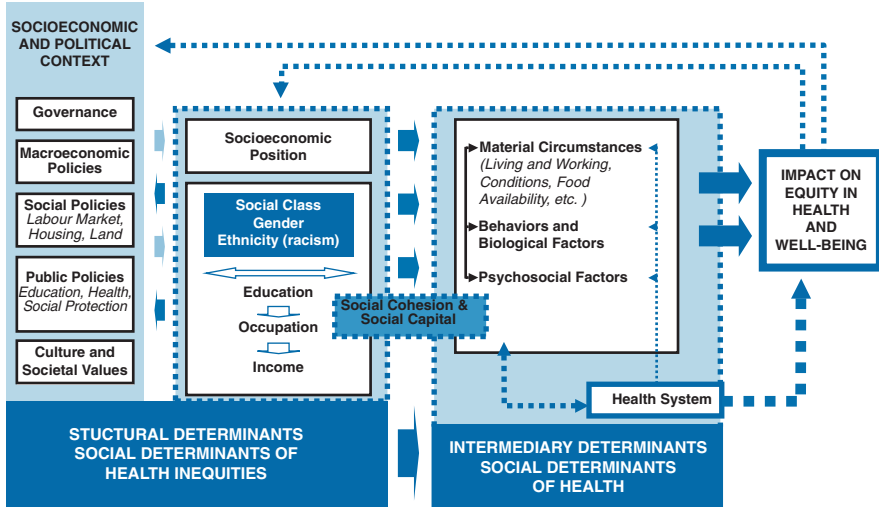 SOCIOECONOMIC
AND POLITICAL
CONTEXT
Governance
Macroeconomic
Policies
Social Policies
Labour Market,
Housing, Land
Public Policies
Education, Health,
Social Protection
Culture and
Societal Values
Socioeconomic
Position
Social Class
Gender
Ethnicity (racism)
Education
Occupation
Income
Social Cohesion &
Social Capital
Material Circumstances
(Living and Working,
Conditions, Food
Availability, etc. )
Behaviors and
Biological Factors
Psychosocial Factors
Health System
IMPACT ON
EQUITY IN
HEALTH
AND
WELL-BEING
STUCTURAL DETERMINANTS
SOCIAL DETERMINANTS OF
HEALTH INEQUITIES
INTERMEDIARY DETERMINANTS
SOCIAL DETERMINANTS
OF HEALTH